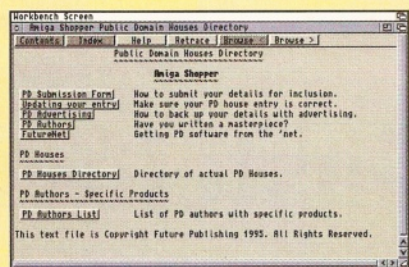 Workbench Screen
Amiga Shopper Public Domain Houses Directory
Contents Index Help Retrace Browse < Browse >
Public Domain Houses Directory
Amiga Shopper
PD Submission Form How to submit your details for inclusion.
Updating your entry Make sure your PD house entry is correct.
PD Advertising How to back up your details with advertising.
PD Authors Have you written a masterpiece?
FutureNet Getting PD software from the 'net.
PD Houses
PD Houses Directory Directory of actual PD Houses.
PD Authors - Specific Products
PD Authors List List of PD authors with specific products.
This text file is Copyright Future Publishing 1995. All Rights Reserved.